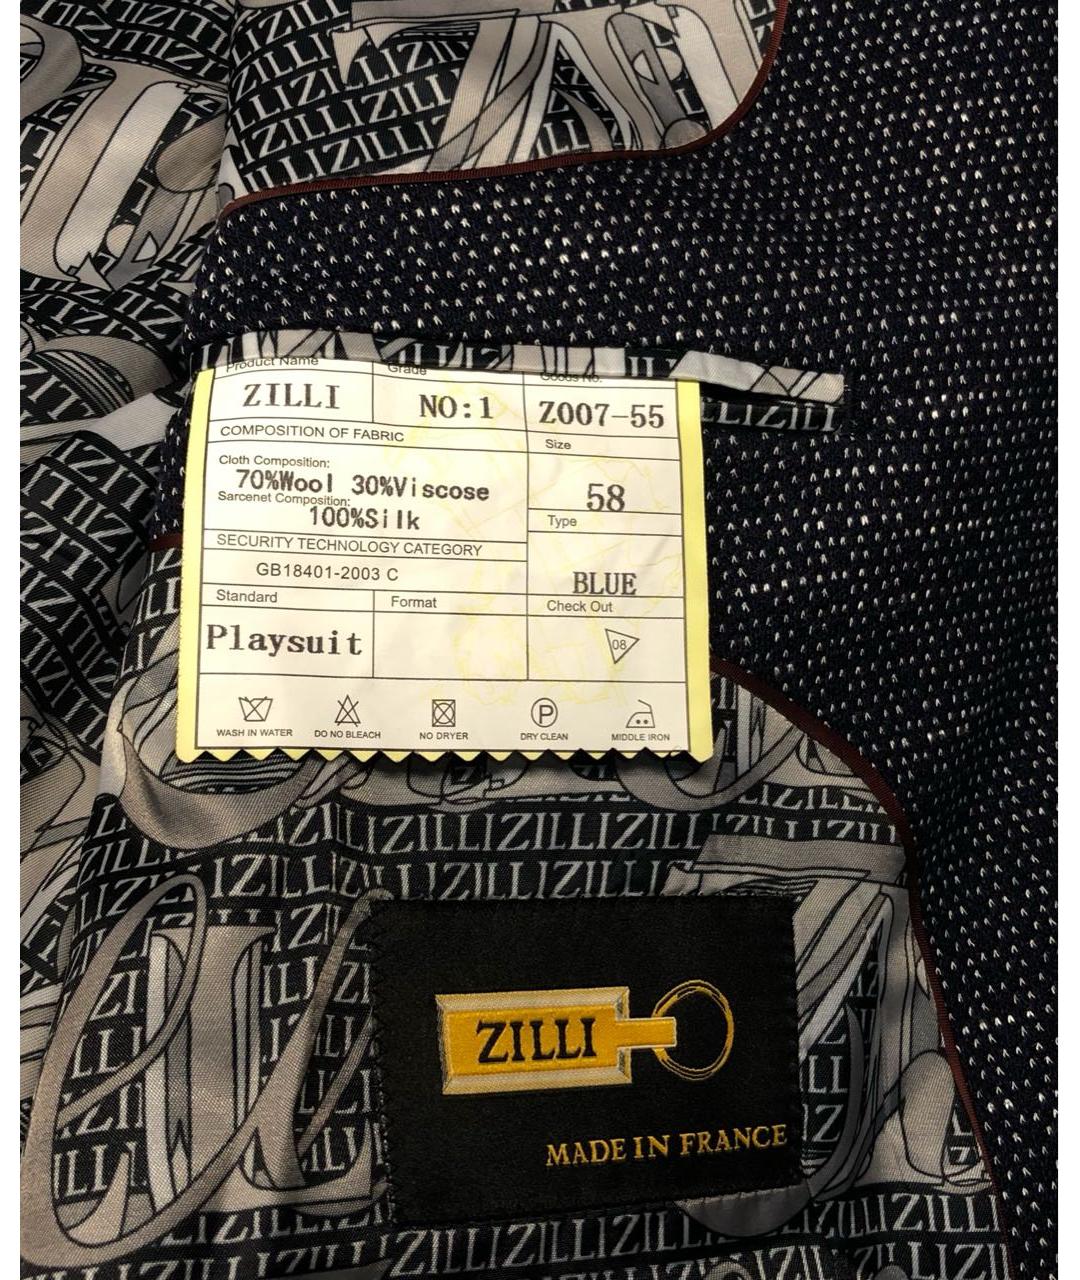 Product Name Grade Goods No.
ZILLI NO:1 Z007-55
COMPOSITION OF FABRIC Size
Cloth Composition:
70%Wool 30%Viscose 58
Sarcenet Composition:
100%Silk Type
SECURITY TECHNOLOGY CATEGORY
GB18401-2003 C BLUE
Standard Format Check Out
Playsuit 08
P
WASH IN WATER DO NO BLEACH NO DRYER DRY CLEAN MIDDLE IRON
ZILLIZILLIZILLIZILLI
ZILLI
MADE IN FRANCE